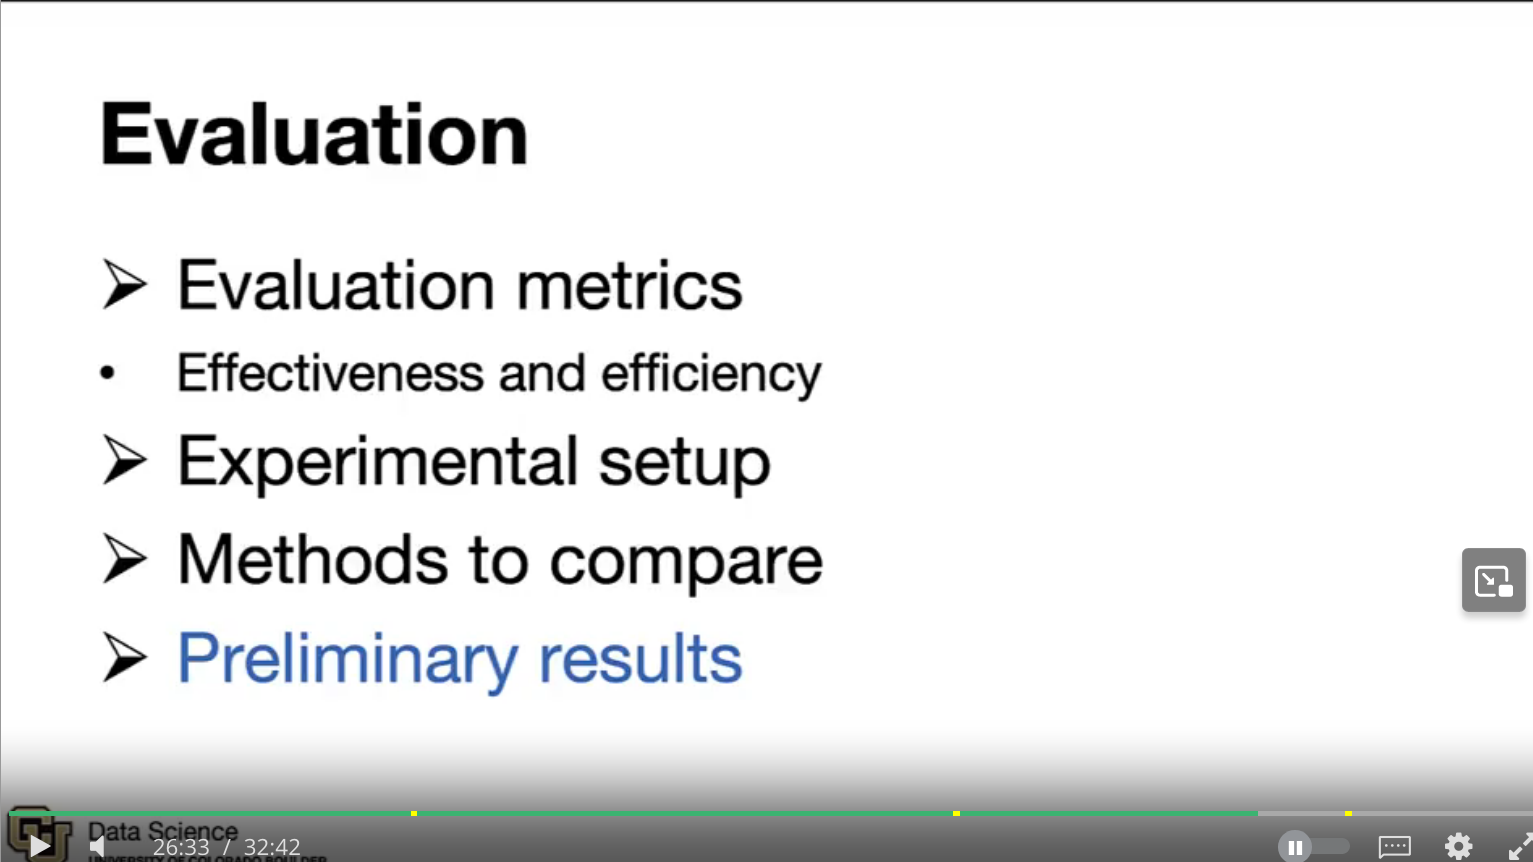 Evaluation
➢ Evaluation metrics
• Effectiveness and efficiency
➢ Experimental setup
➢ Methods to compare
➢ Preliminary results
Data Science
UNIVERSITY OF COLORADO BOULDER
26:33 / 32:42